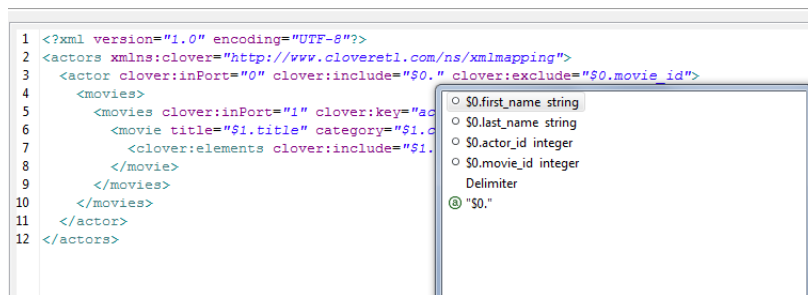 1 <?xml version="1.0" encoding="UTF-8"?>
2 <actors xmlns:clover="http://www.cloveretl.com/ns/xmlmapping">
3 <actor clover:inPort="0" clover:include="$0." clover:exclude="$0.movie_id">
4 <movies>
5 <movies clover:inPort="1" clover:key="ac
6 <movie title="$1.title" category="$1.c
7 <clover:elements clover:include="$1.
8 </movie>
9 </movies>
10 </movies>
11 </actor>
12 </actors>
$0.first_name string
$0.last_name string
$0.actor_id integer
$0.movie_id integer
Delimiter
@ "$0."